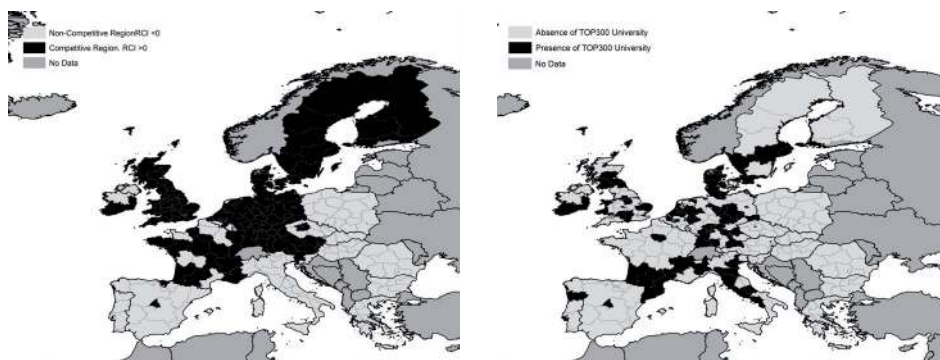 Non-Competitive RegionRCI <0
Competitive Region. RCI >0
No Data
Absence of TOP300 University
Presence of TOP300 University
No Data